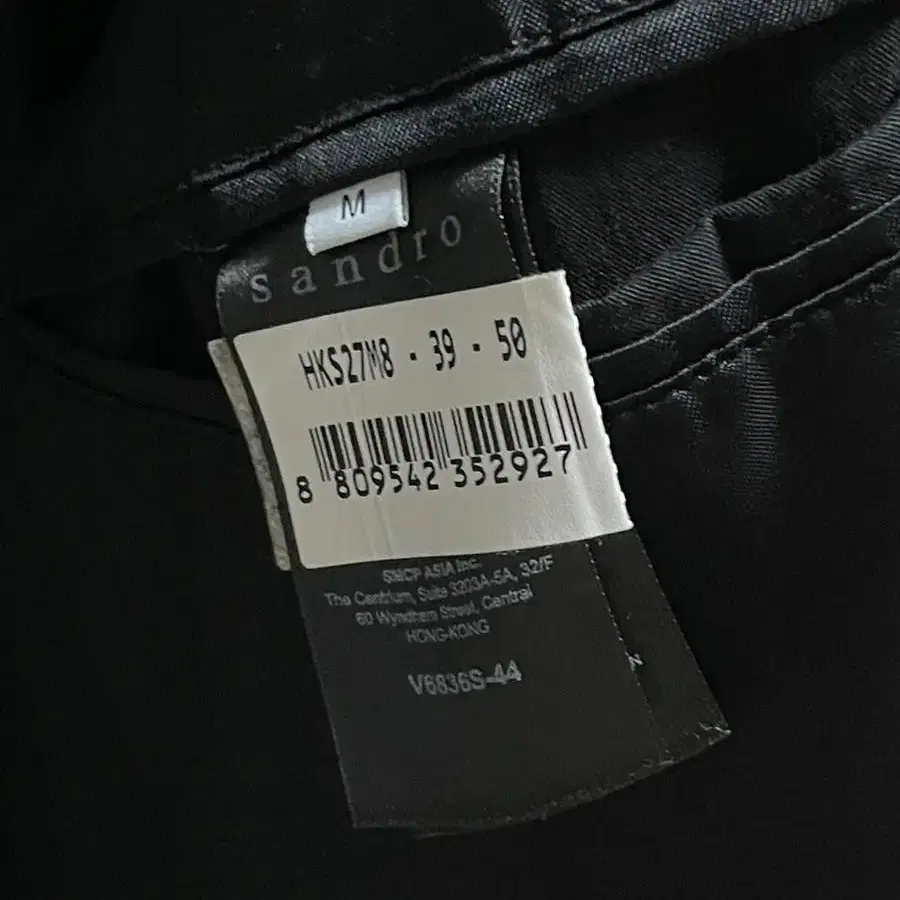 M
sandro
HKS27M8 - 39 - 50
8 809542 352927
SMCP ASIA Inc.
The Centrium, Suite 3203A-5A, 32/F
60 Wyndham Street, Central
HONG-KONG
V6836S-44